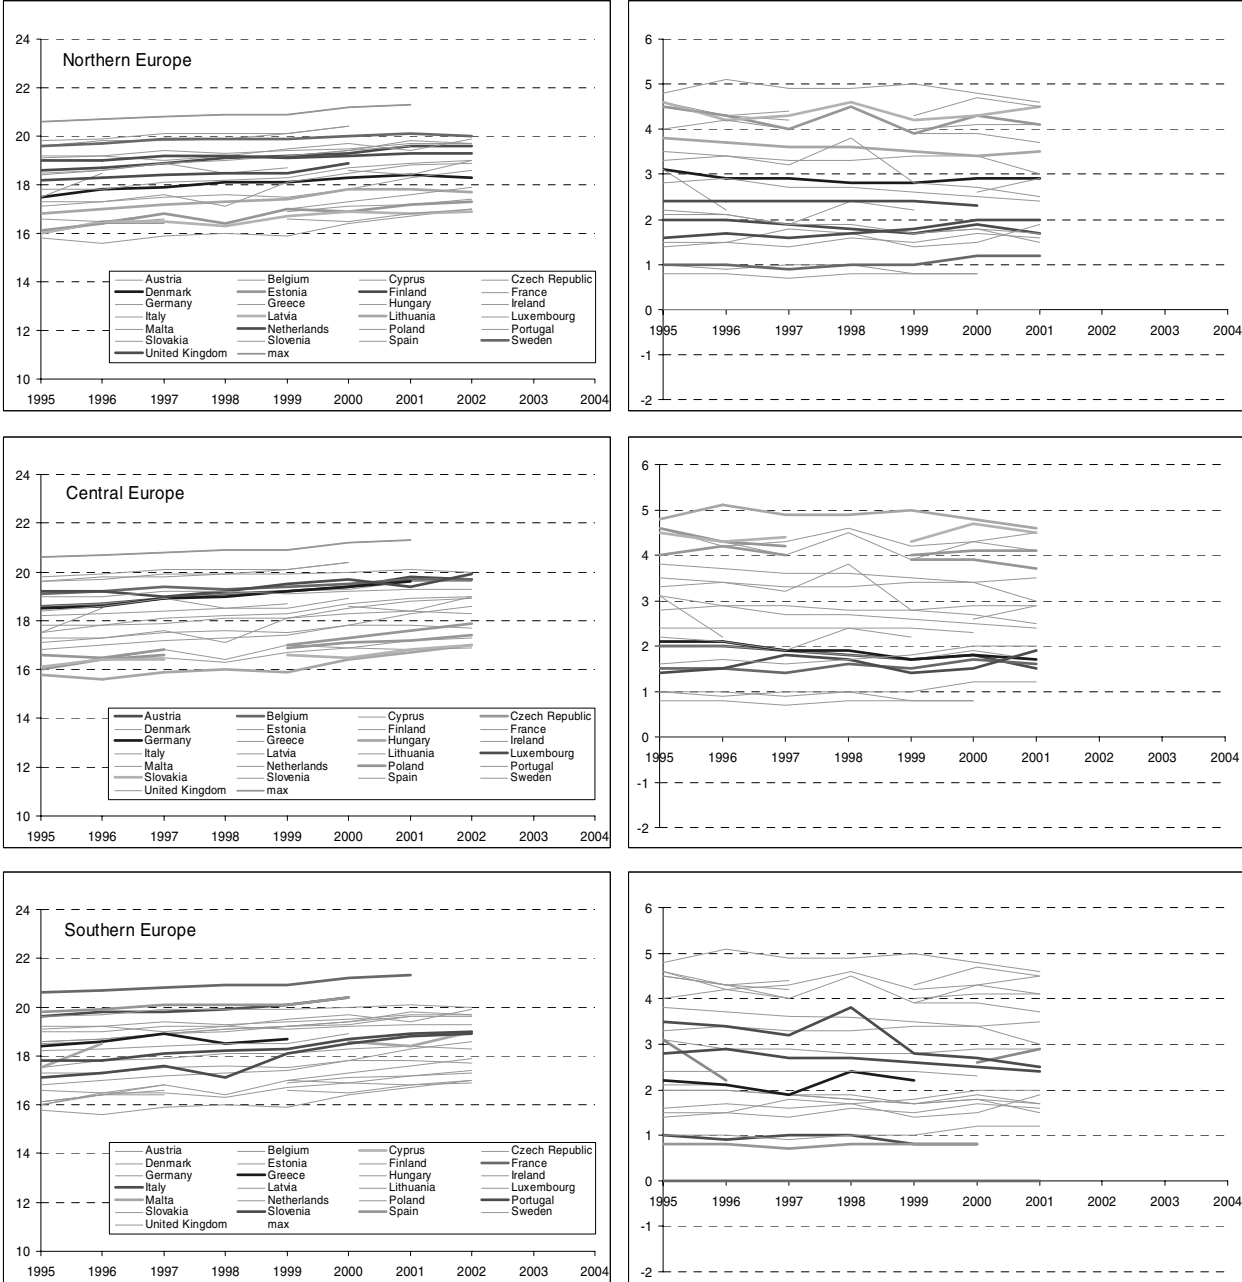 24
Northern Europe
22
20
18
16
14
12
10
Austria Belgium Cyprus Czech Republic
Denmark Estonia Finland France
Germany Greece Hungary Ireland
Italy Latvia Lithuania Luxembourg
Malta Netherlands Poland Portugal
Slovakia Slovenia Spain Sweden
United Kingdom max
1995 1996 1997 1998 1999 2000 2001 2002 2003 2004
6
5
4
3
2
1
0
1995 1996 1997 1998 1999 2000 2001 2002 2003 2004
-1
-2
24
Central Europe
22
20
18
16
14
12
10
Austria Belgium Cyprus Czech Republic
Denmark Estonia Finland France
Germany Greece Hungary Ireland
Italy Latvia Lithuania Luxembourg
Malta Netherlands Poland Portugal
Slovakia Slovenia Spain Sweden
United Kingdom max
1995 1996 1997 1998 1999 2000 2001 2002 2003 2004
6
5
4
3
2
1
0
1995 1996 1997 1998 1999 2000 2001 2002 2003 2004
-1
-2
24
Southern Europe
22
20
18
16
14
12
10
Austria Belgium Cyprus Czech Republic
Denmark Estonia Finland France
Germany Greece Hungary Ireland
Italy Latvia Lithuania Luxembourg
Malta Netherlands Poland Portugal
Slovakia Slovenia Spain Sweden
United Kingdom max
1995 1996 1997 1998 1999 2000 2001 2002 2003 2004
6
5
4
3
2
1
0
1995 1996 1997 1998 1999 2000 2001 2002 2003 2004
-1
-2